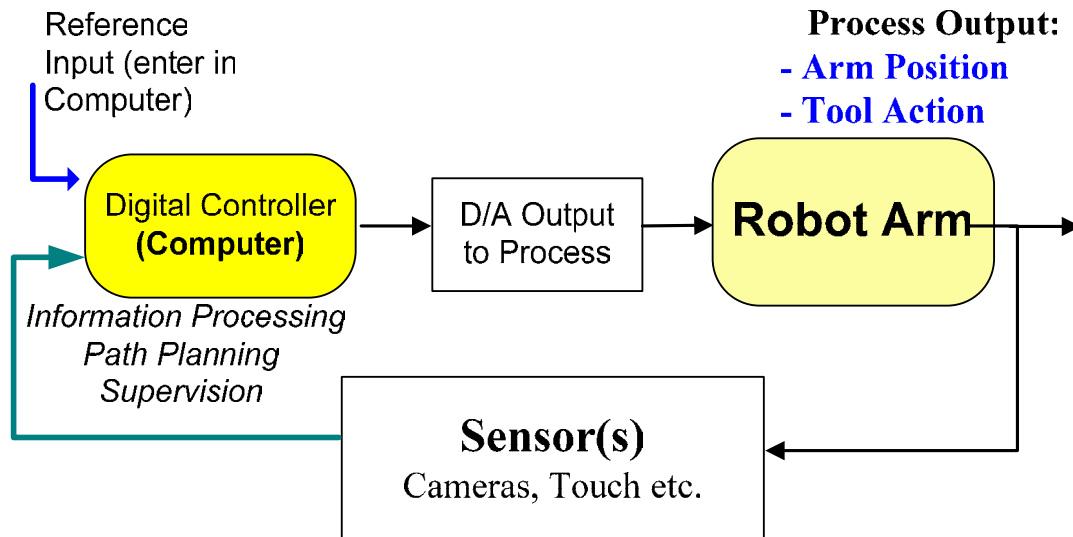 Reference
Input (enter in
Computer)
Process Output:
- Arm Position
- Tool Action
Digital Controller
(Computer)
D/A Output
to Process
Robot Arm
Information Processing
Path Planning
Supervision
Sensor(s)
Cameras, Touch etc.